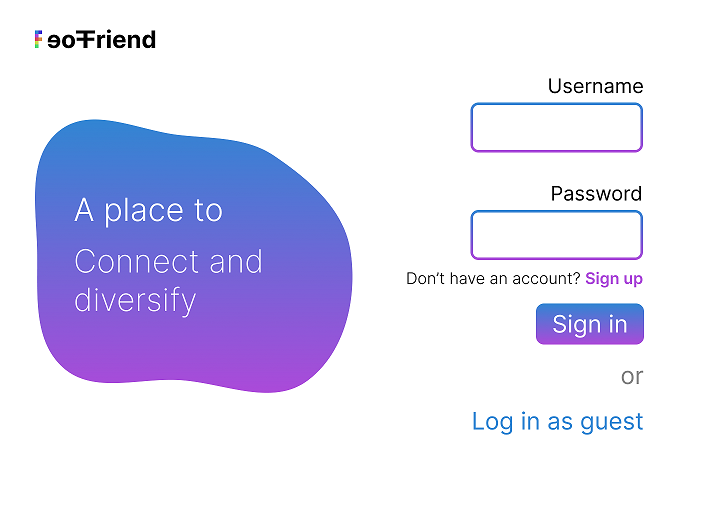 FɘoFriend
A place to
Connect and
diversify
Username
Password
Don't have an account? Sign up
Sign in
or
Log in as guest